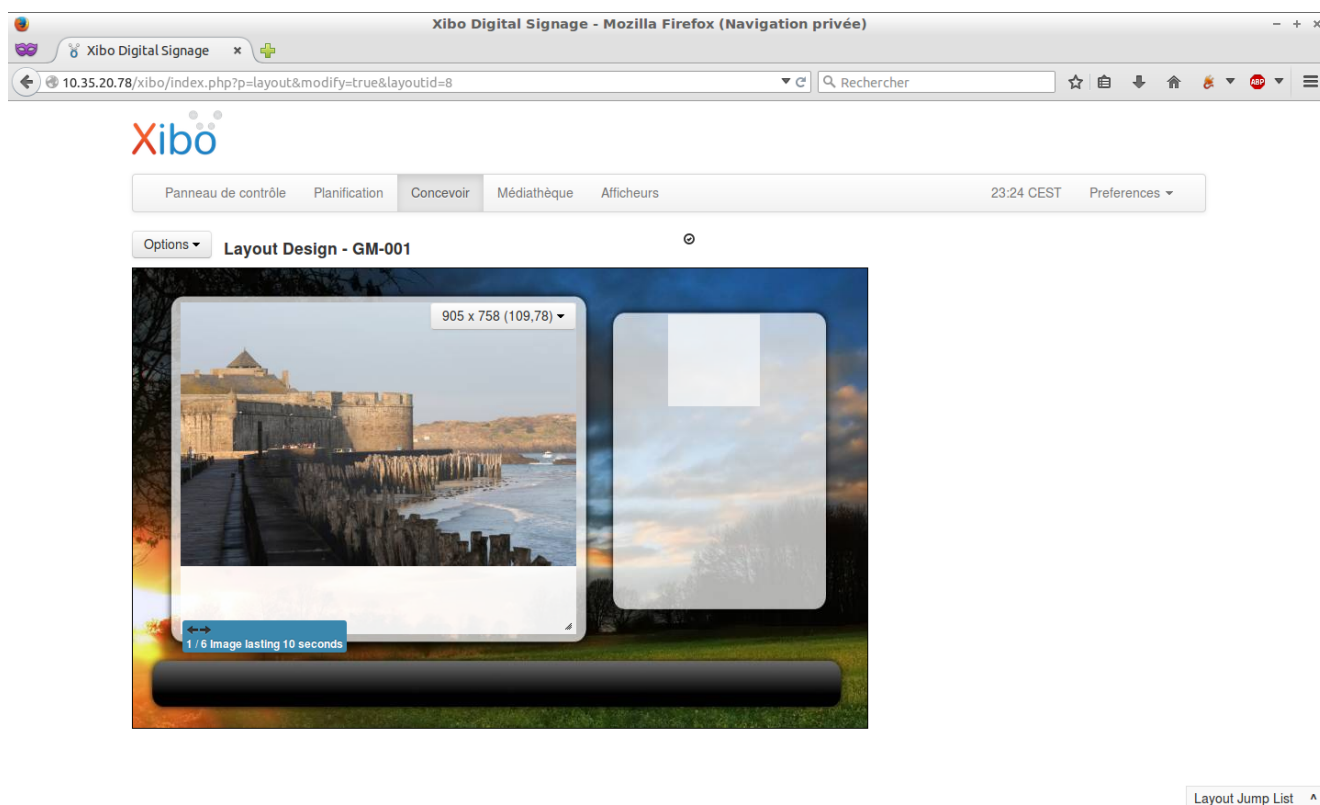 Xibo Digital Signage - Mozilla Firefox (Navigation privée)
Xibo Digital Signage
10.35.20.78/xibo/index.php?p=layout&modify=true&layoutid=8
Rechercher
ABP
Xibo
Panneau de contrôle Planification Concevoir Médiathèque Afficheurs 23:24 CEST Preferences
Options Layout Design - GM-001
905 x 758 (109,78)
1 / 6 Image lasting 10 seconds
Layout Jump List